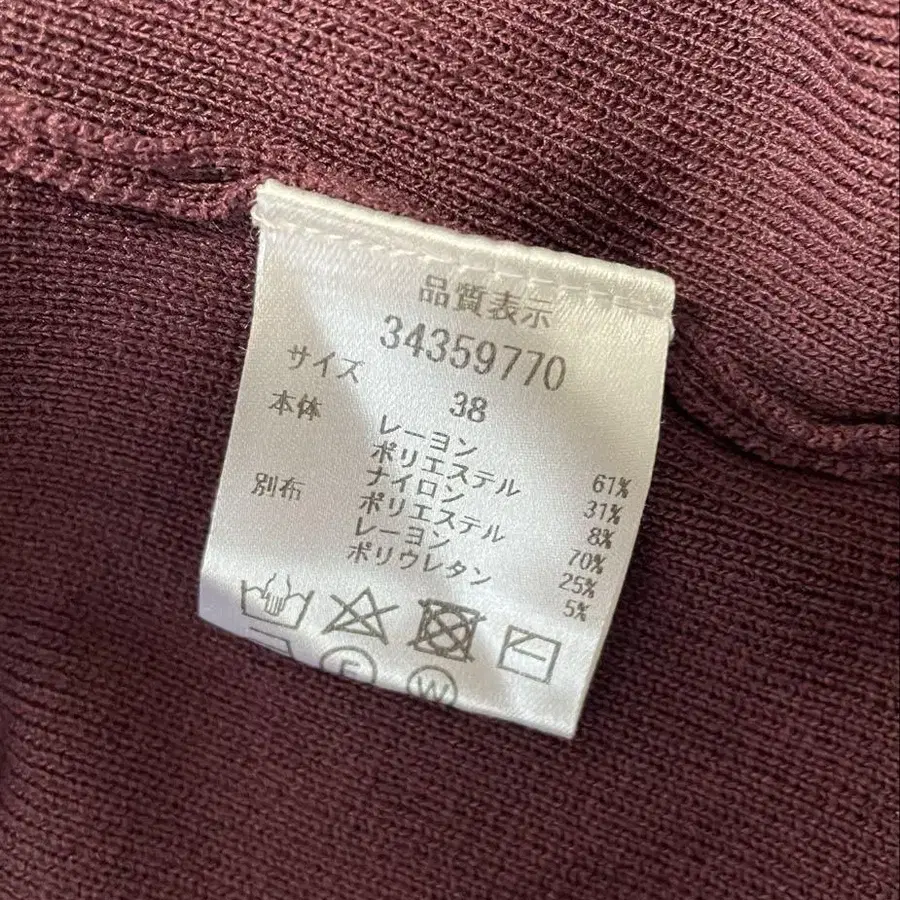 品質表示
34359770
サイズ 38
本体 レーヨン 61%
ポリエステル 31%
ナイロン 8%
別布 ポリエステル 70%
レーヨン 25%
ポリウレタン 5%
F W